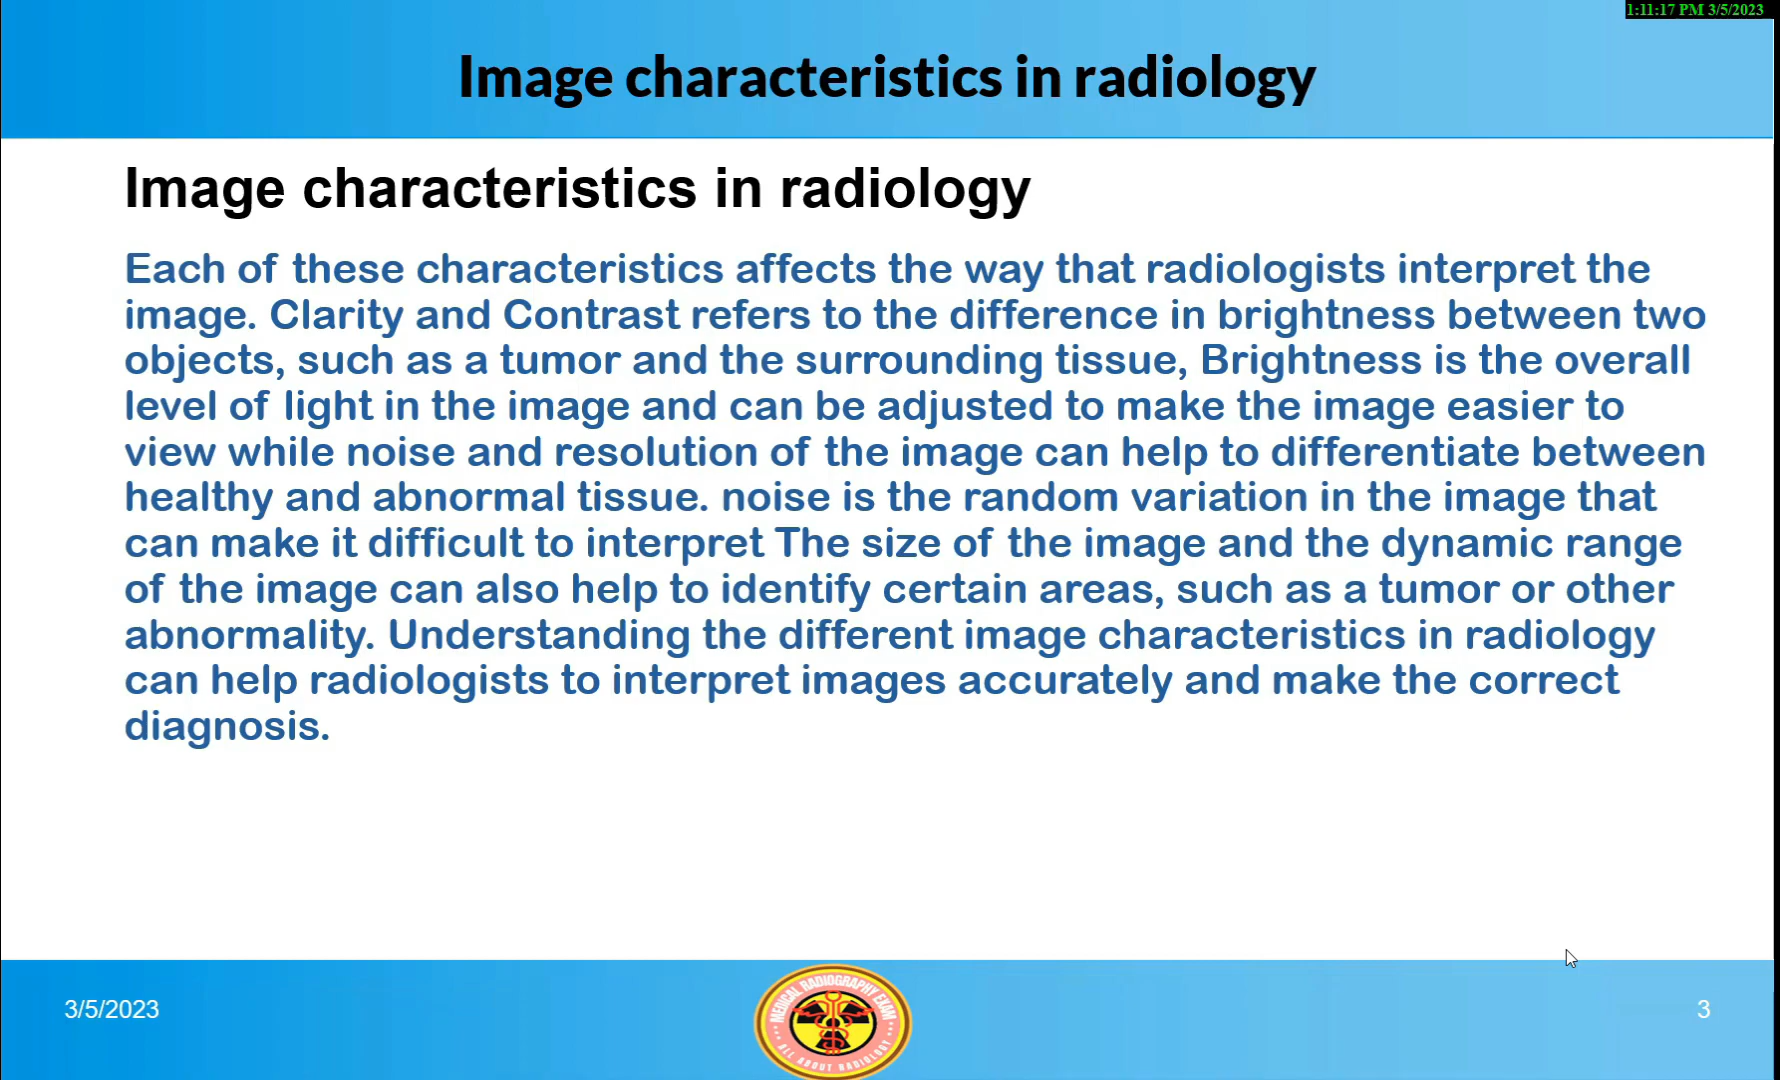 1:11:17 PM 3/5/2023
Image characteristics in radiology
Image characteristics in radiology
Each of these characteristics affects the way that radiologists interpret the
image. Clarity and Contrast refers to the difference in brightness between two
objects, such as a tumor and the surrounding tissue, Brightness is the overall
level of light in the image and can be adjusted to make the image easier to
view while noise and resolution of the image can help to differentiate between
healthy and abnormal tissue. noise is the random variation in the image that
can make it difficult to interpret The size of the image and the dynamic range
of the image can also help to identify certain areas, such as a tumor or other
abnormality. Understanding the different image characteristics in radiology
can help radiologists to interpret images accurately and make the correct
diagnosis.
3/5/2023
MEDICAL RADIOGRAPHY EXAM
ALL ABOUT RADIOLOGY
3